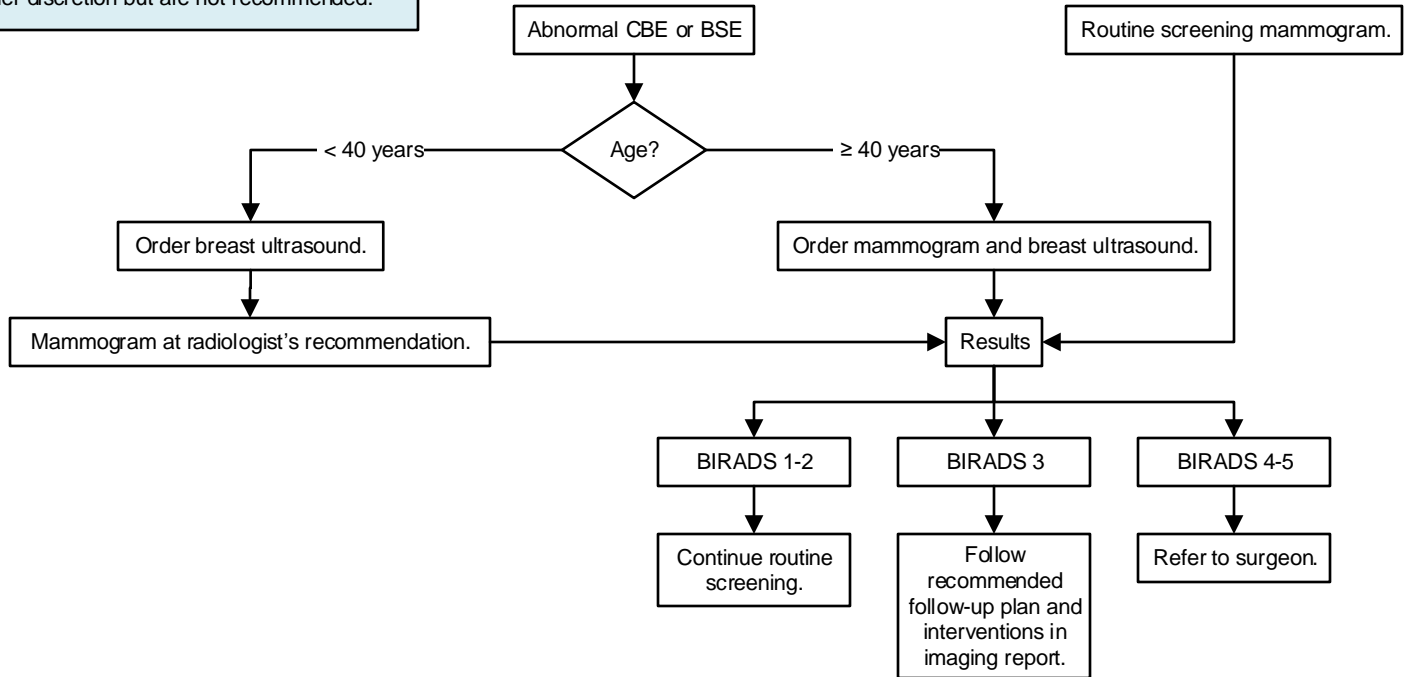 discretion but are not recommended.
Abnormal CBE or BSE
Routine screening mammogram.
Age?
< 40 years
≥ 40 years
Order breast ultrasound.
Order mammogram and breast ultrasound.
Mammogram at radiologist’s recommendation.
Results
BIRADS 1-2
BIRADS 3
BIRADS 4-5
Continue routine
screening.
Follow
recommended
follow-up plan and
interventions in
imaging report.
Refer to surgeon.